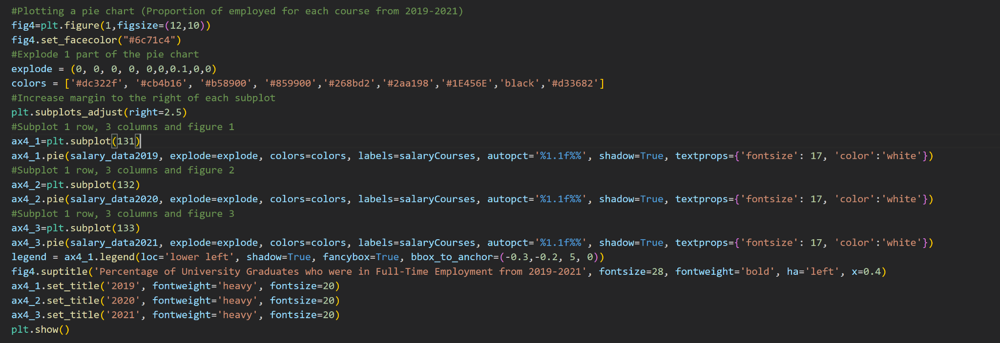 #Plotting a pie chart (Proportion of employed for each course from 2019-2021)
fig4=plt.figure(1,figsize=(12,10))
fig4.set_facecolor("#6c71c4")
#Explode 1 part of the pie chart
explode = (0, 0, 0, 0, 0,0,0.1,0,0)
colors = ['#dc322f', '#cb4b16', '#b58900', '#859900','#268bd2','#2aa198','#1E456E','black','#d33682']
#Increase margin to the right of each subplot
plt.subplots_adjust(right=2.5)
#Subplot 1 row, 3 columns and figure 1
ax4_1=plt.subplot(131)
ax4_1.pie(salary_data2019, explode=explode, colors=colors, labels=salaryCourses, autopct='%1.1f%%', shadow=True, textprops={'fontsize': 17, 'color':'white'})
#Subplot 1 row, 3 columns and figure 2
ax4_2=plt.subplot(132)
ax4_2.pie(salary_data2020, explode=explode, colors=colors, labels=salaryCourses, autopct='%1.1f%%', shadow=True, textprops={'fontsize': 17, 'color':'white'})
#Subplot 1 row, 3 columns and figure 3
ax4_3=plt.subplot(133)
ax4_3.pie(salary_data2021, explode=explode, colors=colors, labels=salaryCourses, autopct='%1.1f%%', shadow=True, textprops={'fontsize': 17, 'color':'white'})
legend = ax4_1.legend(loc='lower left', shadow=True, fancybox=True, bbox_to_anchor=(-0.3,-0.2, 5, 0))
fig4.suptitle('Percentage of University Graduates who were in Full-Time Employment from 2019-2021', fontsize=28, fontweight='bold', ha='left', x=0.4)
ax4_1.set_title('2019', fontweight='heavy', fontsize=20)
ax4_2.set_title('2020', fontweight='heavy', fontsize=20)
ax4_3.set_title('2021', fontweight='heavy', fontsize=20)
plt.show()